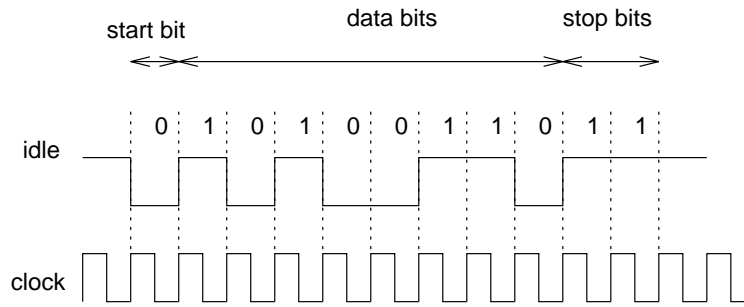 start bit data bits stop bits
0 1 0 1 0 0 1 1 0 1 1
idle
clock